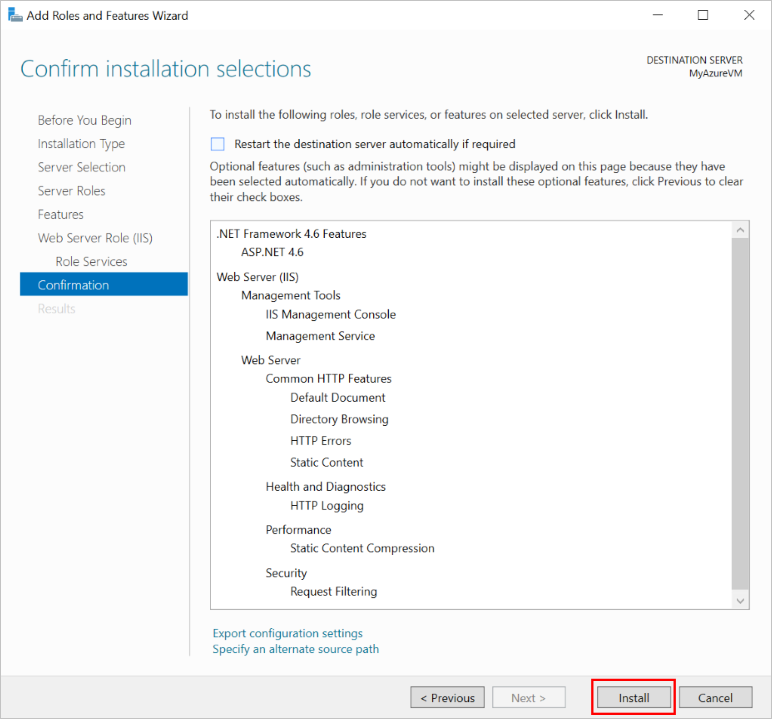 Add Roles and Features Wizard
Confirm installation selections
DESTINATION SERVER
MyAzureVM
Before You Begin
Installation Type
Server Selection
Server Roles
Features
Web Server Role (IIS)
Role Services
Confirmation
Results
To install the following roles, role services, or features on selected server, click Install.
Restart the destination server automatically if required
Optional features (such as administration tools) might be displayed on this page because they have
been selected automatically. If you do not want to install these optional features, click Previous to clear
their check boxes.
.NET Framework 4.6 Features
ASP.NET 4.6
Web Server (IIS)
Management Tools
IIS Management Console
Management Service
Web Server
Common HTTP Features
Default Document
Directory Browsing
HTTP Errors
Static Content
Health and Diagnostics
HTTP Logging
Performance
Static Content Compression
Security
Request Filtering
Export configuration settings
Specify an alternate source path
< Previous
Next >
Install
Cancel